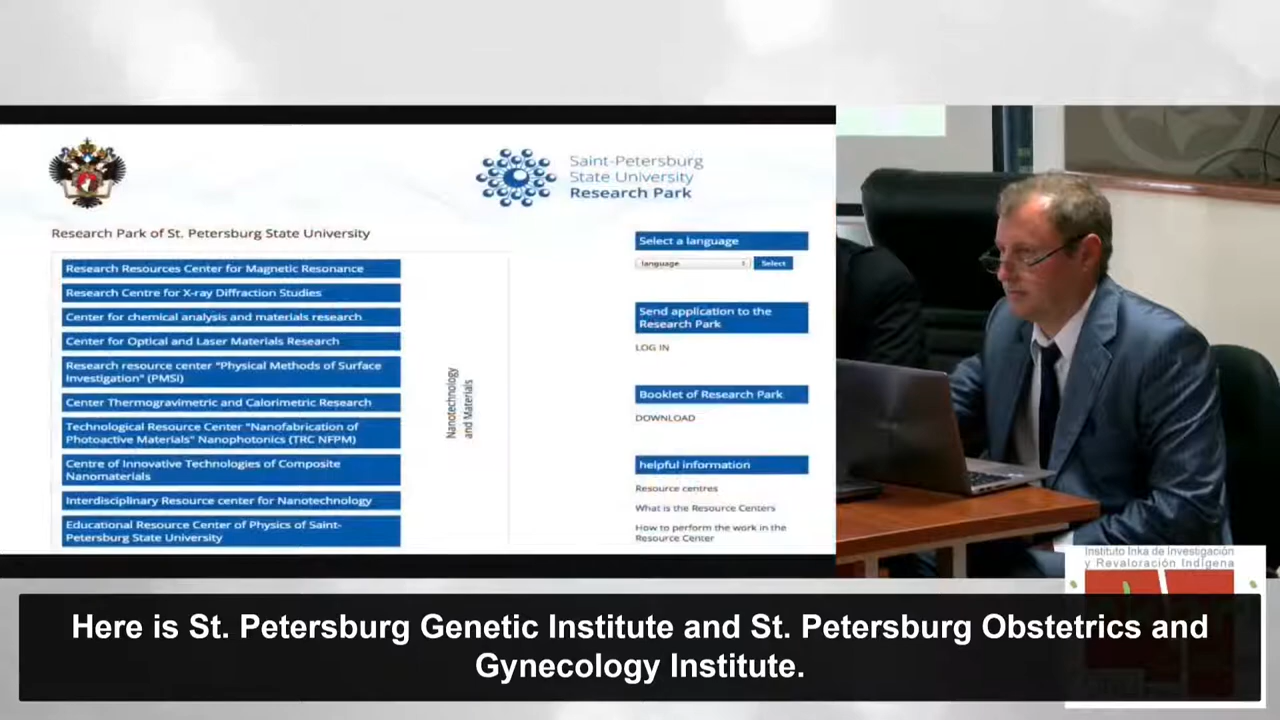 Saint-Petersburg
State University
Research Park
Research Park of St. Petersburg State University
Research Resources Center for Magnetic Resonance
Research Centre for X-ray Diffraction Studies
Center for chemical analysis and materials research
Center for Optical and Laser Materials Research
Research resource center "Physical Methods of Surface
Investigation" (PMSI)
Center Thermogravimetric and Calorimetric Research
Technological Resource Center "Nanofabrication of
Photoactive Materials" Nanophotonics (TRC NFPM)
Centre of Innovative Technologies of Composite
Nanomaterials
Interdisciplinary Resource center for Nanotechnology
Educational Resource Center of Physics of Saint-
Petersburg State University
Nanotechnology
and Materials
Select a language
language
Select
Send application to the
Research Park
LOG IN
Booklet of Research Park
DOWNLOAD
helpful information
Resource centres
What is the Resource Centers
How to perform the work in the
Resource Center
Instituto Inka de Investigación
y Revaloración Indígena
Here is St. Petersburg Genetic Institute and St. Petersburg Obstetrics and
Gynecology Institute.